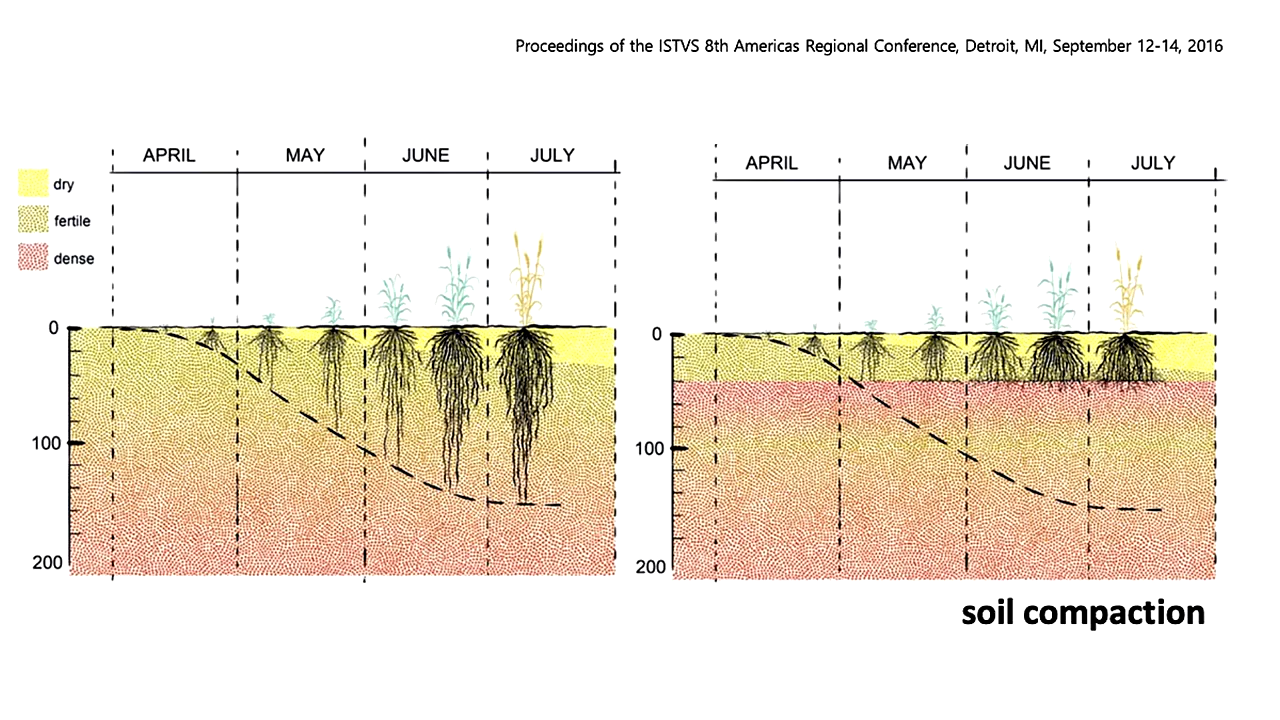 Proceedings of the ISTVS 8th Americas Regional Conference, Detroit, MI, September 12-14, 2016
APRIL MAY JUNE JULY
dry
fertile
dense
0
100
200
APRIL MAY JUNE JULY
0
100
200
soil compaction